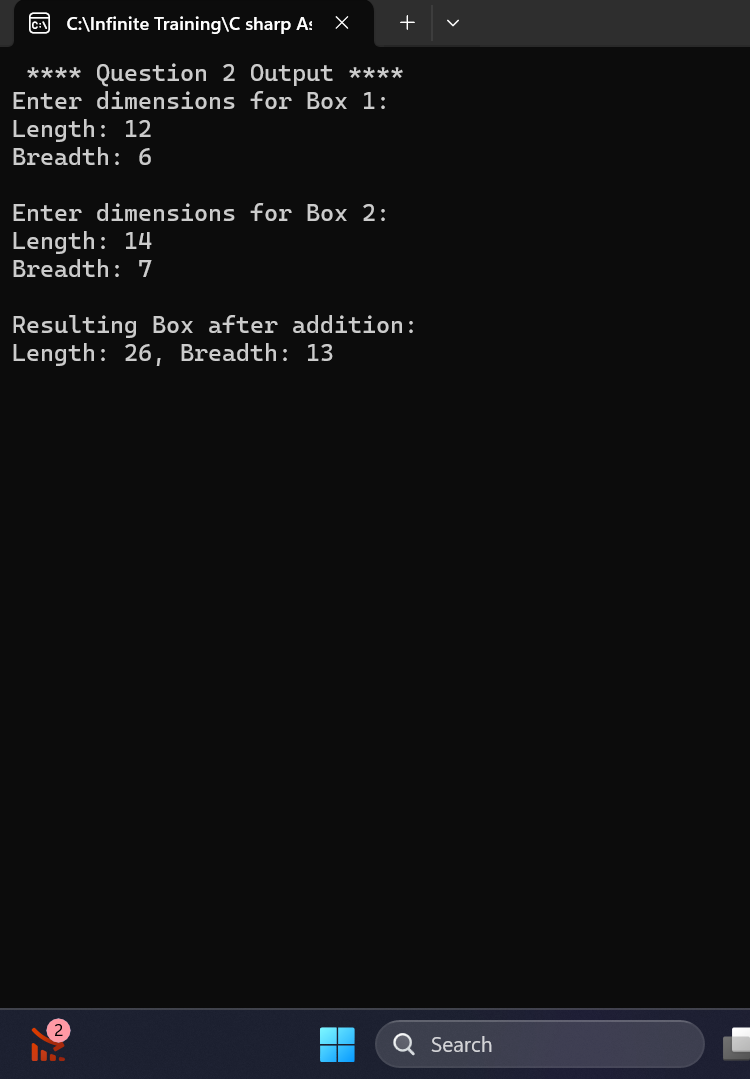 C:\Infinite Training\C sharp As
**** Question 2 Output ****
Enter dimensions for Box 1:
Length: 12
Breadth: 6
Enter dimensions for Box 2:
Length: 14
Breadth: 7
Resulting Box after addition:
Length: 26, Breadth: 13
2
Search